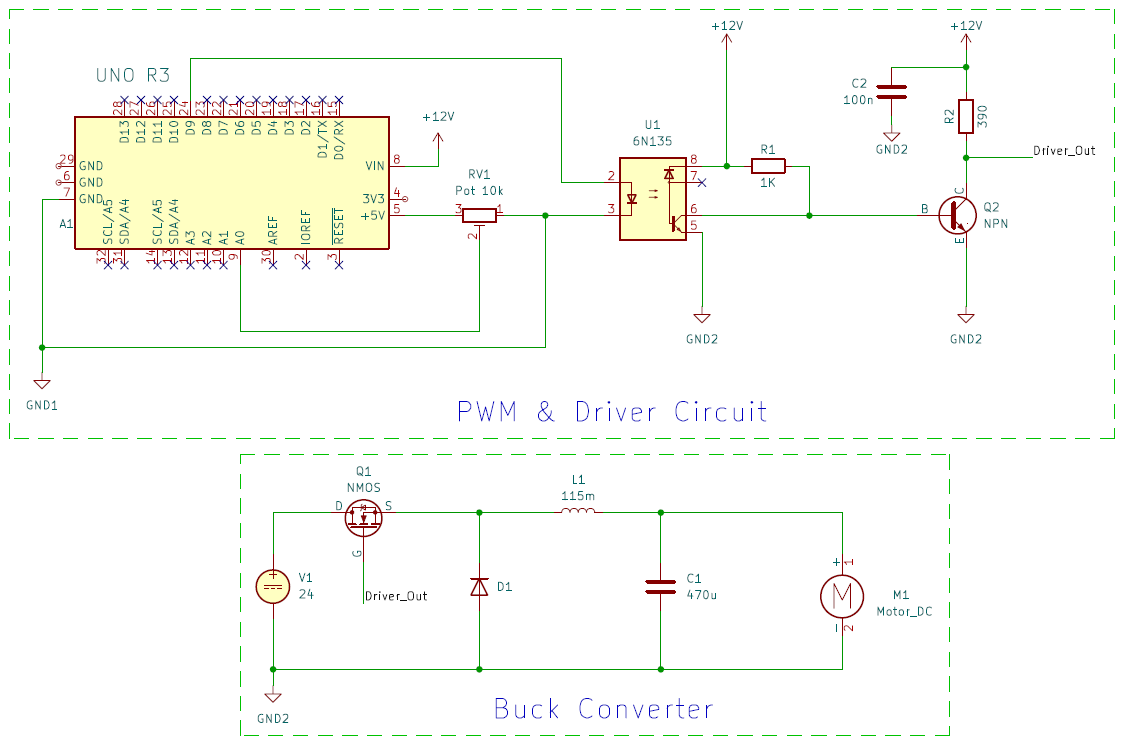 +12V
+12V
UNO R3
C2
100n
R2
390
28
27
26
25
24
23
22
21
20
19
18
17
16
15
D13
D12
D11
D10
D9
D8
D7
D6
D5
D4
D3
D2
D1/TX
D0/RX
+12V
U1
6N135
R1
1K
GND2
Driver_Out
29
GND
6
GND
7
GND
VIN
8
3V3
4
+5V
5
RV1
Pot 10k
3
1
2
2
3
8
7
6
5
B
C
E
Q2
NPN
A1
SCL/A5
SDA/A4
SCL/A5
SDA/A4
A3
A2
A1
A0
AREF
IOREF
RESET
32
31
14
13
12
11
10
9
30
2
3
GND2
GND2
GND1
PWM & Driver Circuit
Q1
NMOS
D
S
G
L1
115m
Driver_Out
V1
24
D1
C1
470u
+
1
M
M1
Motor_DC
2
GND2
Buck Converter